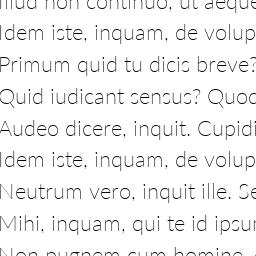 Illud non continuo, ut aeque
Idem iste, inquam, de volup
Primum quid tu dicis breve?
Quid iudicant sensus? Quod
Audeo dicere, inquit. Cupidi
Idem iste, inquam, de volup
Neutrum vero, inquit ille. Se
Mihi, inquam, qui te id ipsum
Non pugnem cum homine,